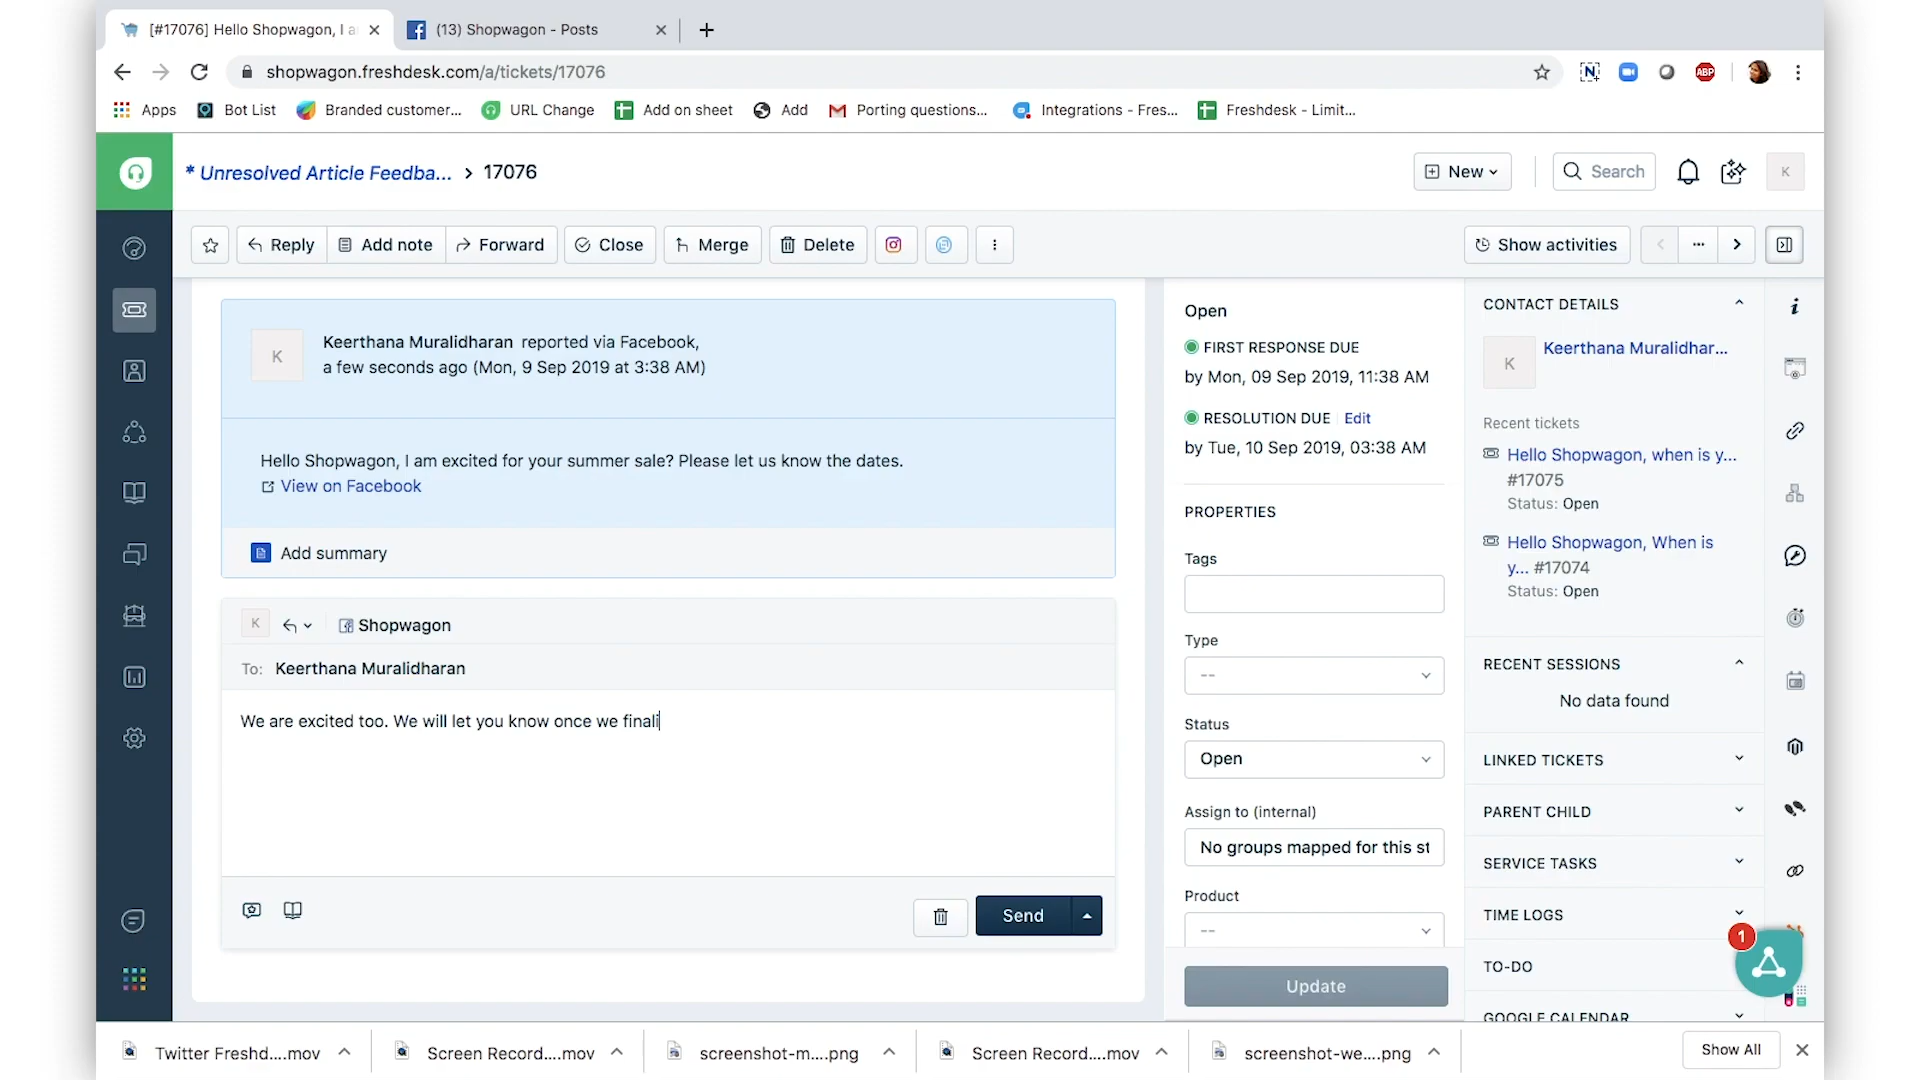 [#17076] Hello Shopwagon, I a
(13) Shopwagon - Posts
shopwagon.freshdesk.com/a/tickets/17076
ABP
Apps
Bot List
Branded customer...
URL Change
Add on sheet
Add
Porting questions...
Integrations - Fres...
Freshdesk - Limit...
* Unresolved Article Feedba... > 17076
New
Search
K
Reply
Add note
Forward
Close
Merge
Delete
Show activities
K
Keerthana Muralidharan reported via Facebook,
a few seconds ago (Mon, 9 Sep 2019 at 3:38 AM)
Hello Shopwagon, I am excited for your summer sale? Please let us know the dates.
View on Facebook
Add summary
K
Shopwagon
To: Keerthana Muralidharan
We are excited too. We will let you know once we finali
Send
Open
FIRST RESPONSE DUE
by Mon, 09 Sep 2019, 11:38 AM
RESOLUTION DUE Edit
by Tue, 10 Sep 2019, 03:38 AM
PROPERTIES
Tags
Type
--
Status
Open
Assign to (internal)
No groups mapped for this st
Product
--
Update
CONTACT DETAILS
K
Keerthana Muralidhar...
Recent tickets
Hello Shopwagon, when is y...
#17075
Status: Open
Hello Shopwagon, When is
y... #17074
Status: Open
RECENT SESSIONS
No data found
LINKED TICKETS
PARENT CHILD
SERVICE TASKS
TIME LOGS
TO-DO
GOOGLE CALENDAR
1
Twitter Freshd....mov
Screen Record....mov
screenshot-m....png
Screen Record....mov
screenshot-we....png
Show All